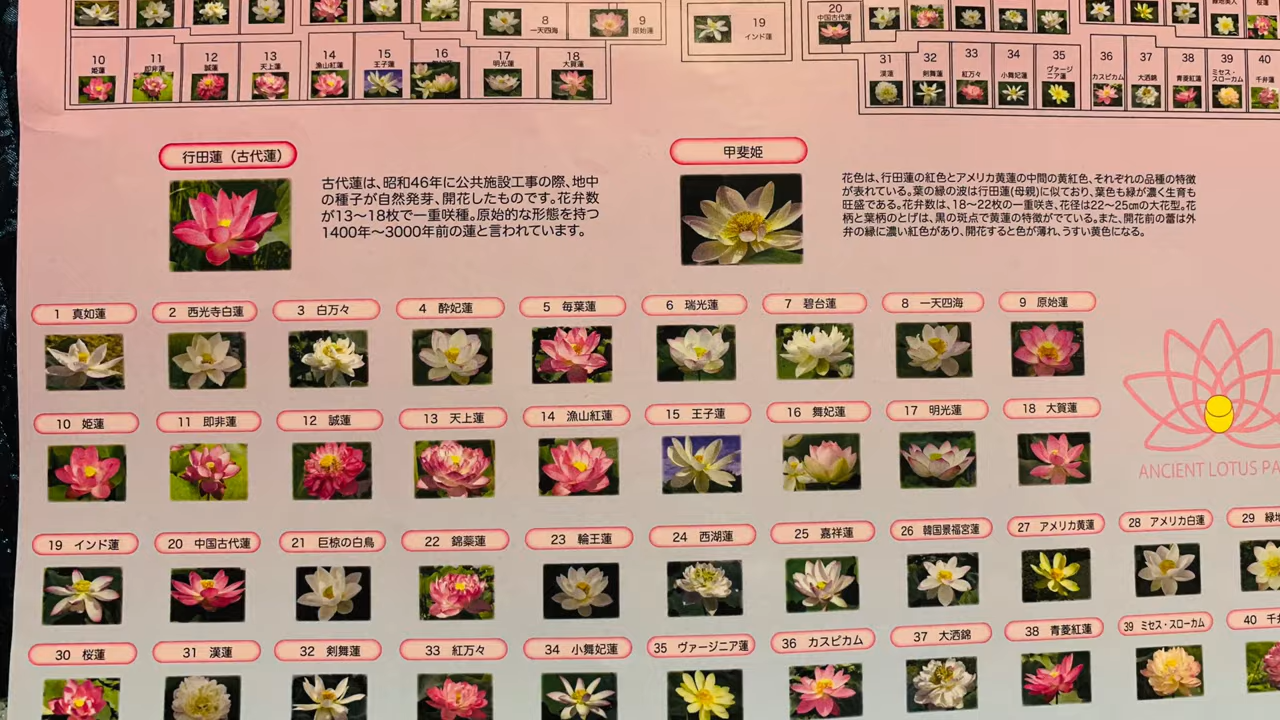 8
一天四海
9
原始蓮
19
インド蓮
20
中国古代蓮
10
姫蓮
11
即非蓮
12
誠蓮
13
天上蓮
14
漁山紅蓮
15
王子蓮
16
17
明光蓮
18
大賀蓮
31
漢蓮
32
剣舞蓮
33
紅万々
34
小舞妃蓮
35
ヴァージ
ニア蓮
36
カスピカム
37
大洒錦
38
青菱紅蓮
39
ミセス・
スローカム
40
千弁蓮
行田蓮(古代蓮)
古代蓮は、昭和46年に公共施設工事の際、地中
の種子が自然発芽、開花したものです。花弁数
が13〜18枚で一重咲種。原始的な形態を持つ
1400年〜3000年前の蓮と言われています。
甲斐姫
花色は、行田蓮の紅色とアメリカ黄蓮の中間の黄紅色、それぞれの品種の特徴
が表れている。葉の縁の波は行田蓮(母親)に似ており、葉色も緑が濃く生育も
旺盛である。花弁数は、18〜22枚の一重咲き、花径は22〜25㎝の大花型。花
柄と葉柄のとげは、黒の斑点で黄蓮の特徴がでている。また、開花前の蕾は外
弁の縁に濃い紅色があり、開花すると色が薄れ、うすい黄色になる。
1 真如蓮
2 西光寺白蓮
3 白万々
4 酔妃蓮
5 毎葉蓮
6 瑞光蓮
7 碧台蓮
8 一天四海
9 原始蓮
10 姫蓮
11 即非蓮
12 誠蓮
13 天上蓮
14 漁山紅蓮
15 王子蓮
16 舞妃蓮
17 明光蓮
18 大賀蓮
ANCIENT LOTUS PA
19 インド蓮
20 中国古代蓮
21 巨椋の白鳥
22 錦蘂蓮
23 輪王蓮
24 西湖蓮
25 嘉祥蓮
26 韓国景福宮蓮
27 アメリカ黄蓮
28 アメリカ白蓮
29 緑地
30 桜蓮
31 漢蓮
32 剣舞蓮
33 紅万々
34 小舞妃蓮
35 ヴァージニア蓮
36 カスピカム
37 大洒錦
38 青菱紅蓮
39 ミセス・スローカム
40 千弁